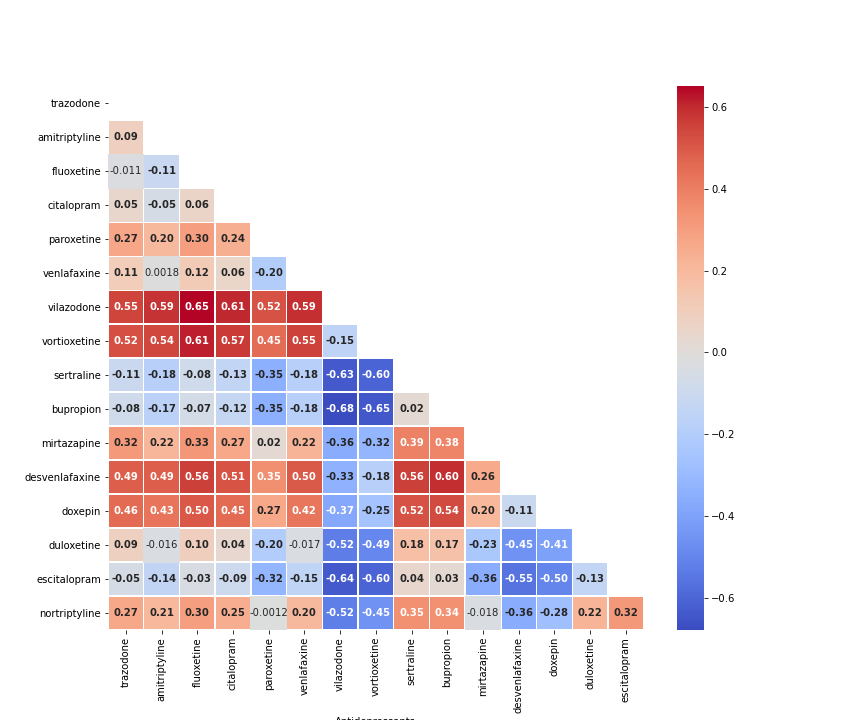 trazodone
amitriptyline 0.09
fluoxetine -0.011 -0.11
citalopram 0.05 -0.05 0.06
paroxetine 0.27 0.20 0.30 0.24
venlafaxine 0.11 0.0018 0.12 0.06 -0.20
vilazodone 0.55 0.59 0.65 0.61 0.52 0.59
vortioxetine 0.52 0.54 0.61 0.57 0.45 0.55 -0.15
sertraline -0.11 -0.18 -0.08 -0.13 -0.35 -0.18 -0.63 -0.60
bupropion -0.08 -0.17 -0.07 -0.12 -0.35 -0.18 -0.68 -0.65 0.02
mirtazapine 0.32 0.22 0.33 0.27 0.02 0.22 -0.36 -0.32 0.39 0.38
desvenlafaxine 0.49 0.49 0.56 0.51 0.35 0.50 -0.33 -0.18 0.56 0.60 0.26
doxepin 0.46 0.43 0.50 0.45 0.27 0.42 -0.37 -0.25 0.52 0.54 0.20 -0.11
duloxetine 0.09 -0.016 0.10 0.04 -0.20 -0.017 -0.52 -0.49 0.18 0.17 -0.23 -0.45 -0.41
escitalopram -0.05 -0.14 -0.03 -0.09 -0.32 -0.15 -0.64 -0.60 0.04 0.03 -0.36 -0.55 -0.50 -0.13
nortriptyline 0.27 0.21 0.30 0.25 -0.0012 0.20 -0.52 -0.45 0.35 0.34 -0.018 -0.36 -0.28 0.22 0.32
trazodone amitriptyline fluoxetine citalopram paroxetine venlafaxine vilazodone vortioxetine sertraline bupropion mirtazapine desvenlafaxine doxepin duloxetine escitalopram
Antidepressants
0.6
0.4
0.2
0.0
−0.2
−0.4
−0.6